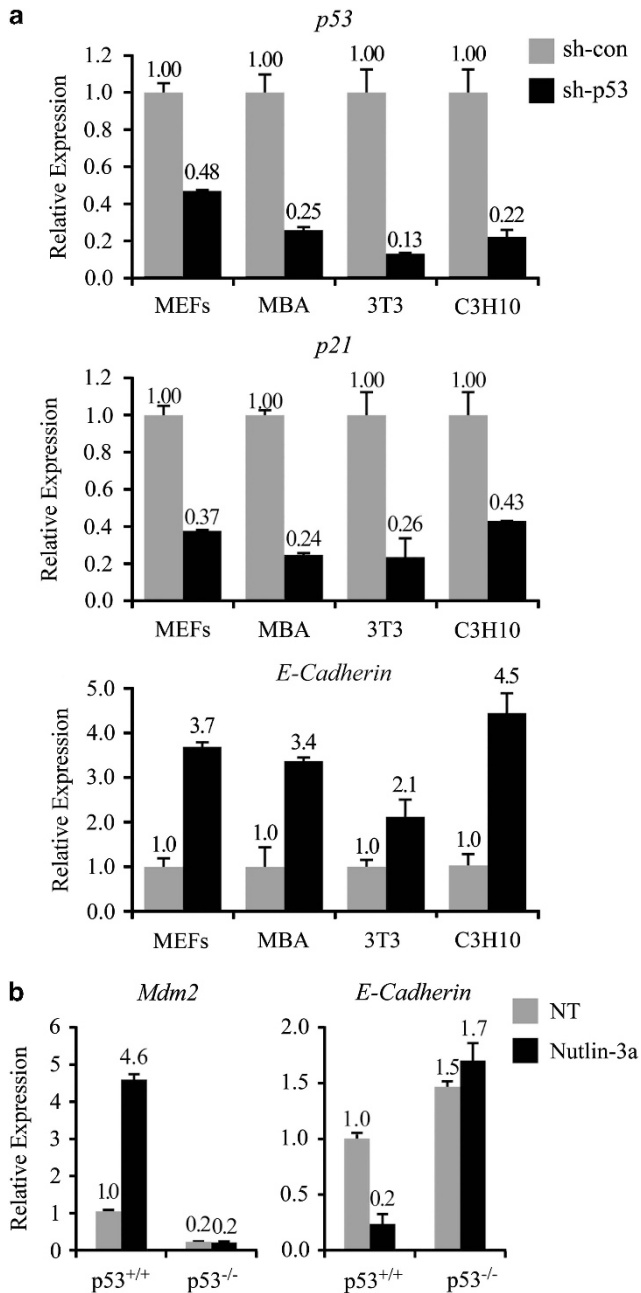 a
p53
sh-con
sh-p53
Relative Expression
1.2
1.0
0.8
0.6
0.4
0.2
0.0
1.00
0.48
1.00
0.25
1.00
0.13
1.00
0.22
MEFs
MBA
3T3
C3H10
p21
Relative Expression
1.2
1.0
0.8
0.6
0.4
0.2
0.0
1.00
0.37
1.00
0.24
1.00
0.26
1.00
0.43
MEFs
MBA
3T3
C3H10
E-Cadherin
Relative Expression
5.0
4.0
3.0
2.0
1.0
0.0
1.0
3.7
1.0
3.4
1.0
2.1
1.0
4.5
MEFs
MBA
3T3
C3H10
b
Mdm2
Relative Expression
6
5
4
3
2
1
0
1.0
4.6
0.2
0.2
p53+/+
p53-/-
E-Cadherin
NT
Nutlin-3a
2.0
1.5
1.0
0.5
0.0
1.0
0.2
1.5
1.7
p53+/+
p53-/-